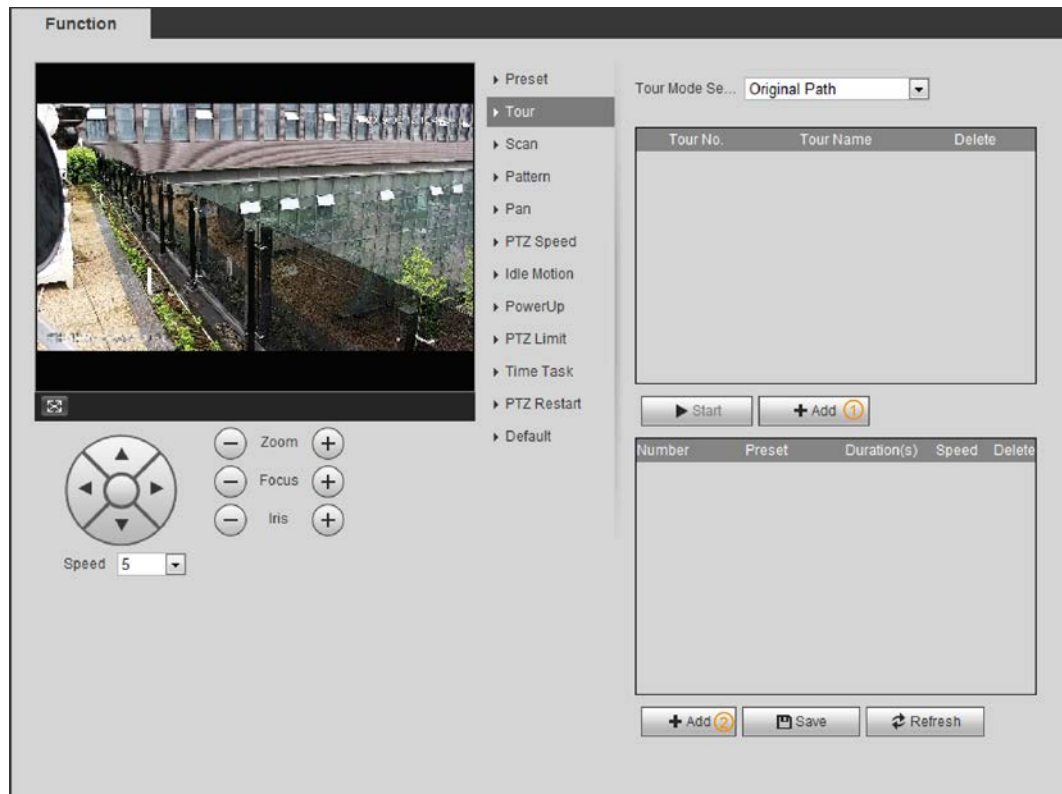 Function
Preset
Tour
Scan
Pattern
Pan
PTZ Speed
Idle Motion
PowerUp
PTZ Limit
Time Task
PTZ Restart
Default
Zoom
Focus
Iris
Speed 5
Tour Mode Se... Original Path
Tour No. Tour Name Delete
Start Add 1
Number Preset Duration(s) Speed Delete
Add 2 Save Refresh